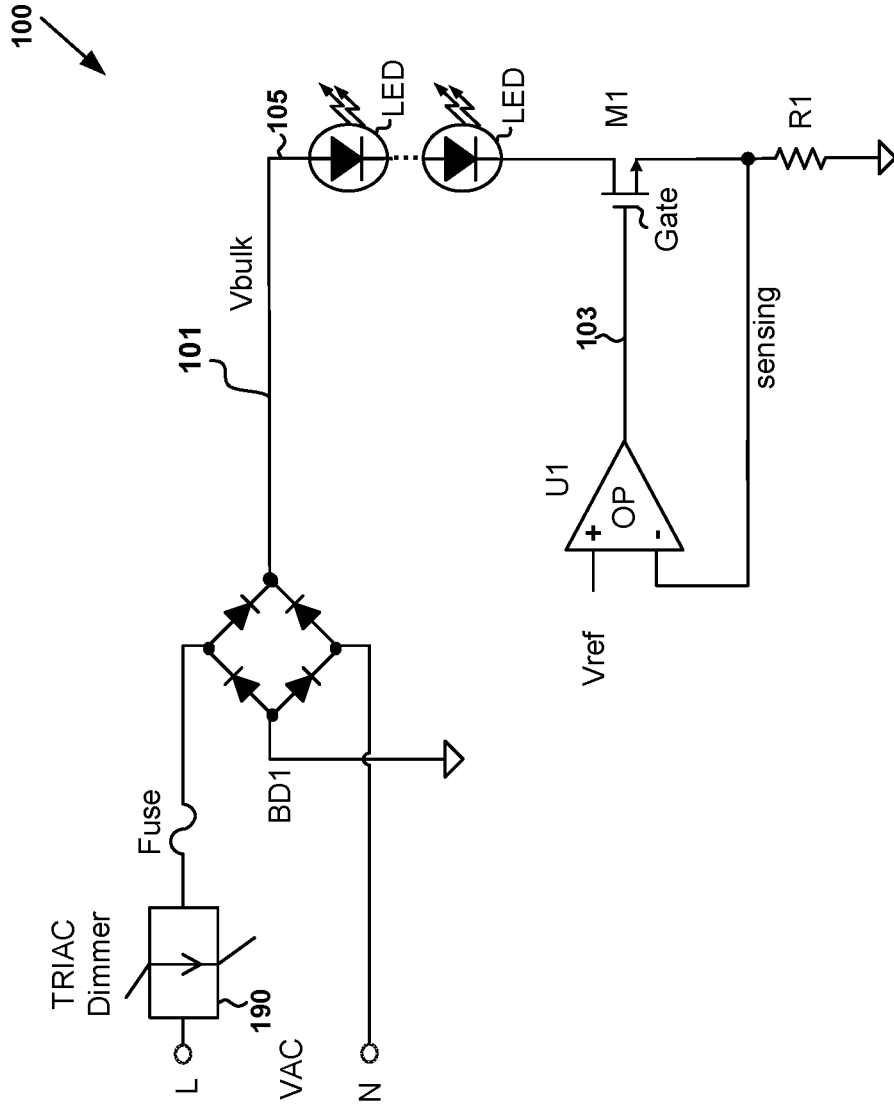 100
TRIAC
Dimmer
190
L
VAC
N
Fuse
BD1
101
Vbulk
105
LED
LED
M1
Gate
103
U1
+
OP
-
Vref
sensing
R1